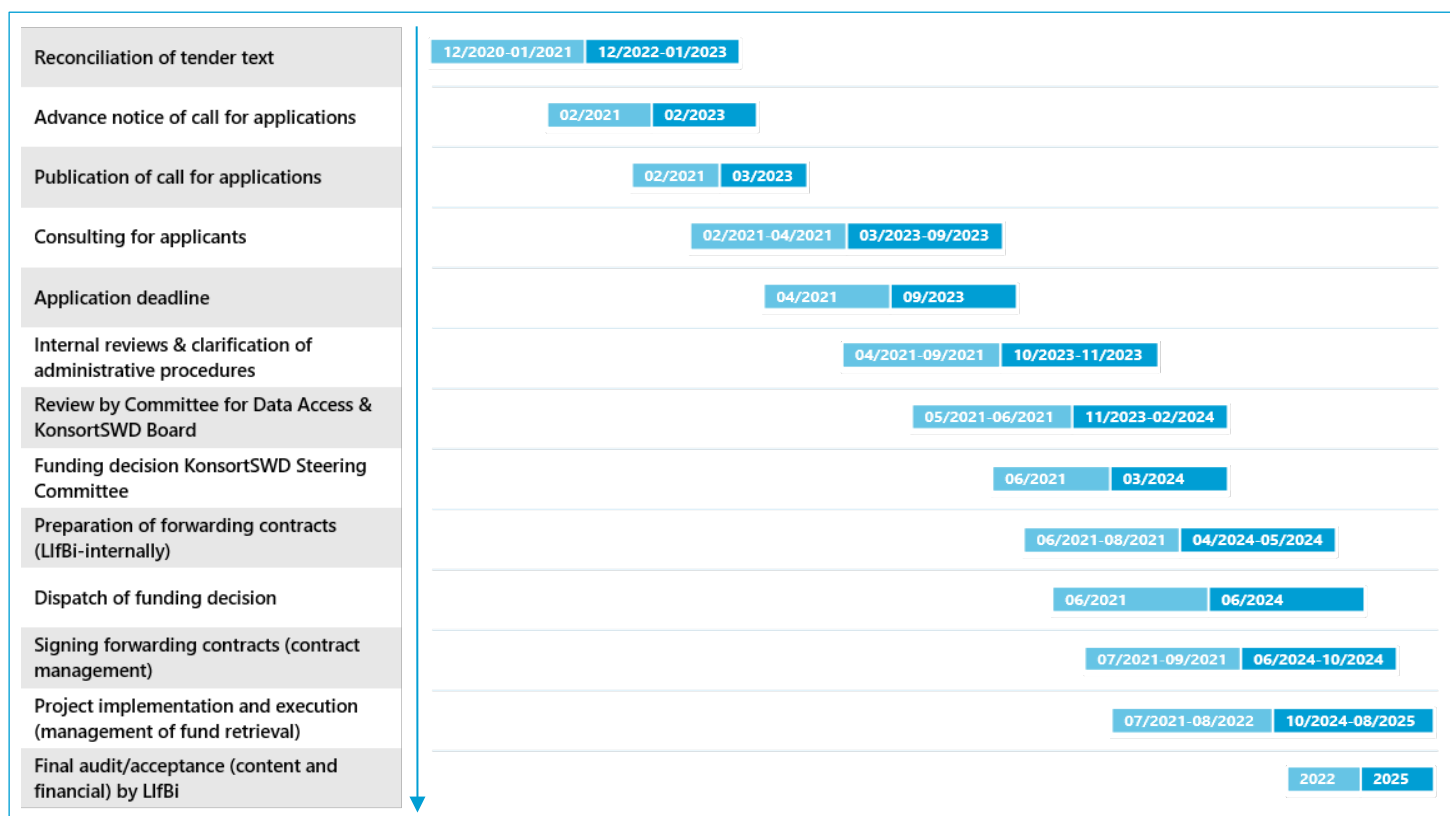 Reconciliation of tender text
12/2020-01/2021 12/2022-01/2023
Advance notice of call for applications
02/2021 02/2023
Publication of call for applications
02/2021 03/2023
Consulting for applicants
02/2021-04/2021 03/2023-09/2023
Application deadline
04/2021 09/2023
Internal reviews & clarification of
administrative procedures
04/2021-09/2021 10/2023-11/2023
Review by Committee for Data Access &
KonsortSWD Board
05/2021-06/2021 11/2023-02/2024
Funding decision KonsortSWD Steering
Committee
06/2021 03/2024
Preparation of forwarding contracts
(LIfBi-internally)
06/2021-08/2021 04/2024-05/2024
Dispatch of funding decision
06/2021 06/2024
Signing forwarding contracts (contract
management)
07/2021-09/2021 06/2024-10/2024
Project implementation and execution
(management of fund retrieval)
07/2021-08/2022 10/2024-08/2025
Final audit/acceptance (content and
financial) by LIfBi
2022 2025